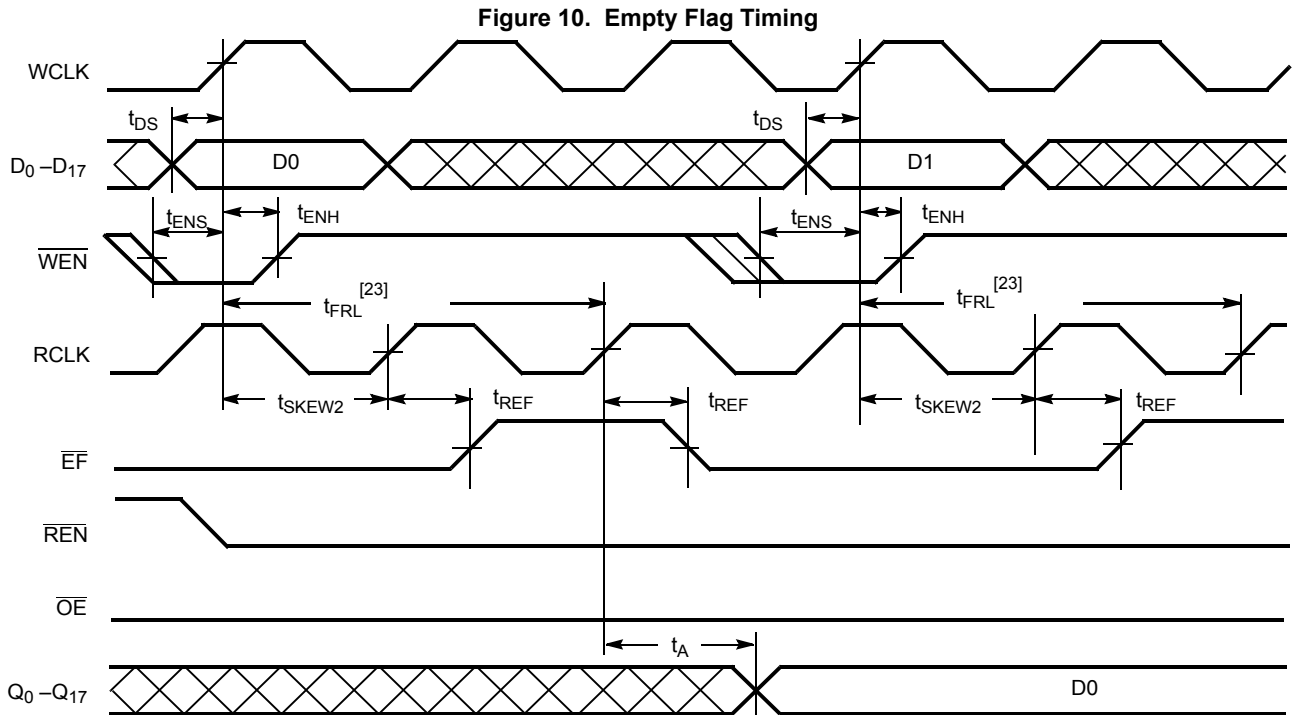 Figure 10. Empty Flag Timing
WCLK
tDS
tDS
D0 –D17
D0
D1
tENS
tENH
tENS
tENH
WEN
tFRL[23]
tFRL[23]
RCLK
tSKEW2
tREF
tREF
tSKEW2
tREF
EF
REN
OE
tA
Q0 –Q17
D0